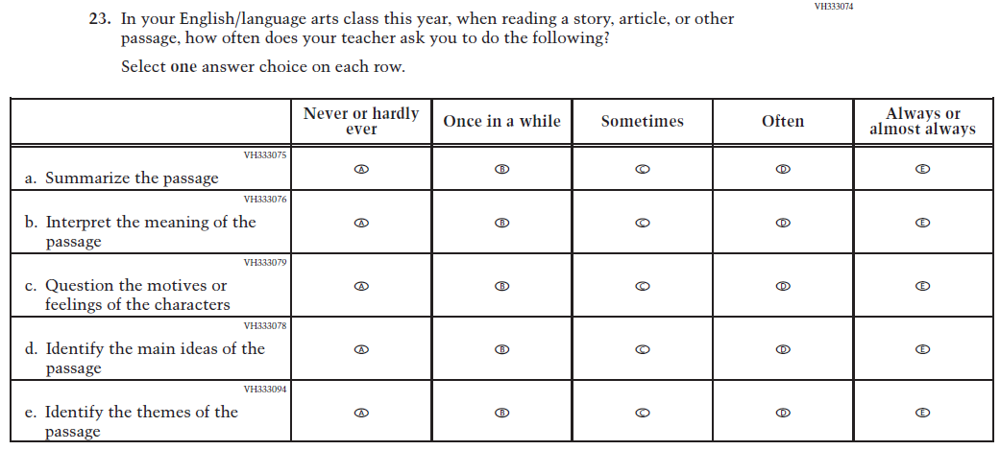 VH333074
23. In your English/language arts class this year, when reading a story, article, or other
passage, how often does your teacher ask you to do the following?
Select one answer choice on each row.
Never or hardly
ever
Once in a while
Sometimes
Often
Always or
almost always
VH333075
a. Summarize the passage
A B C D E
VH333076
b. Interpret the meaning of the
passage
A B C D E
VH333079
c. Question the motives or
feelings of the characters
A B C D E
VH333078
d. Identify the main ideas of the
passage
A B C D E
VH333094
e. Identify the themes of the
passage
A B C D E